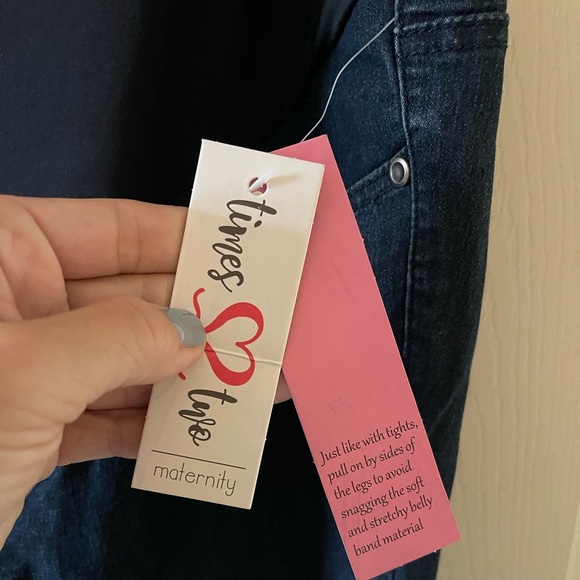 times
two
maternity
Just like with tights,
pull on by sides of
the legs to avoid
snagging the soft
and stretchy belly
band material